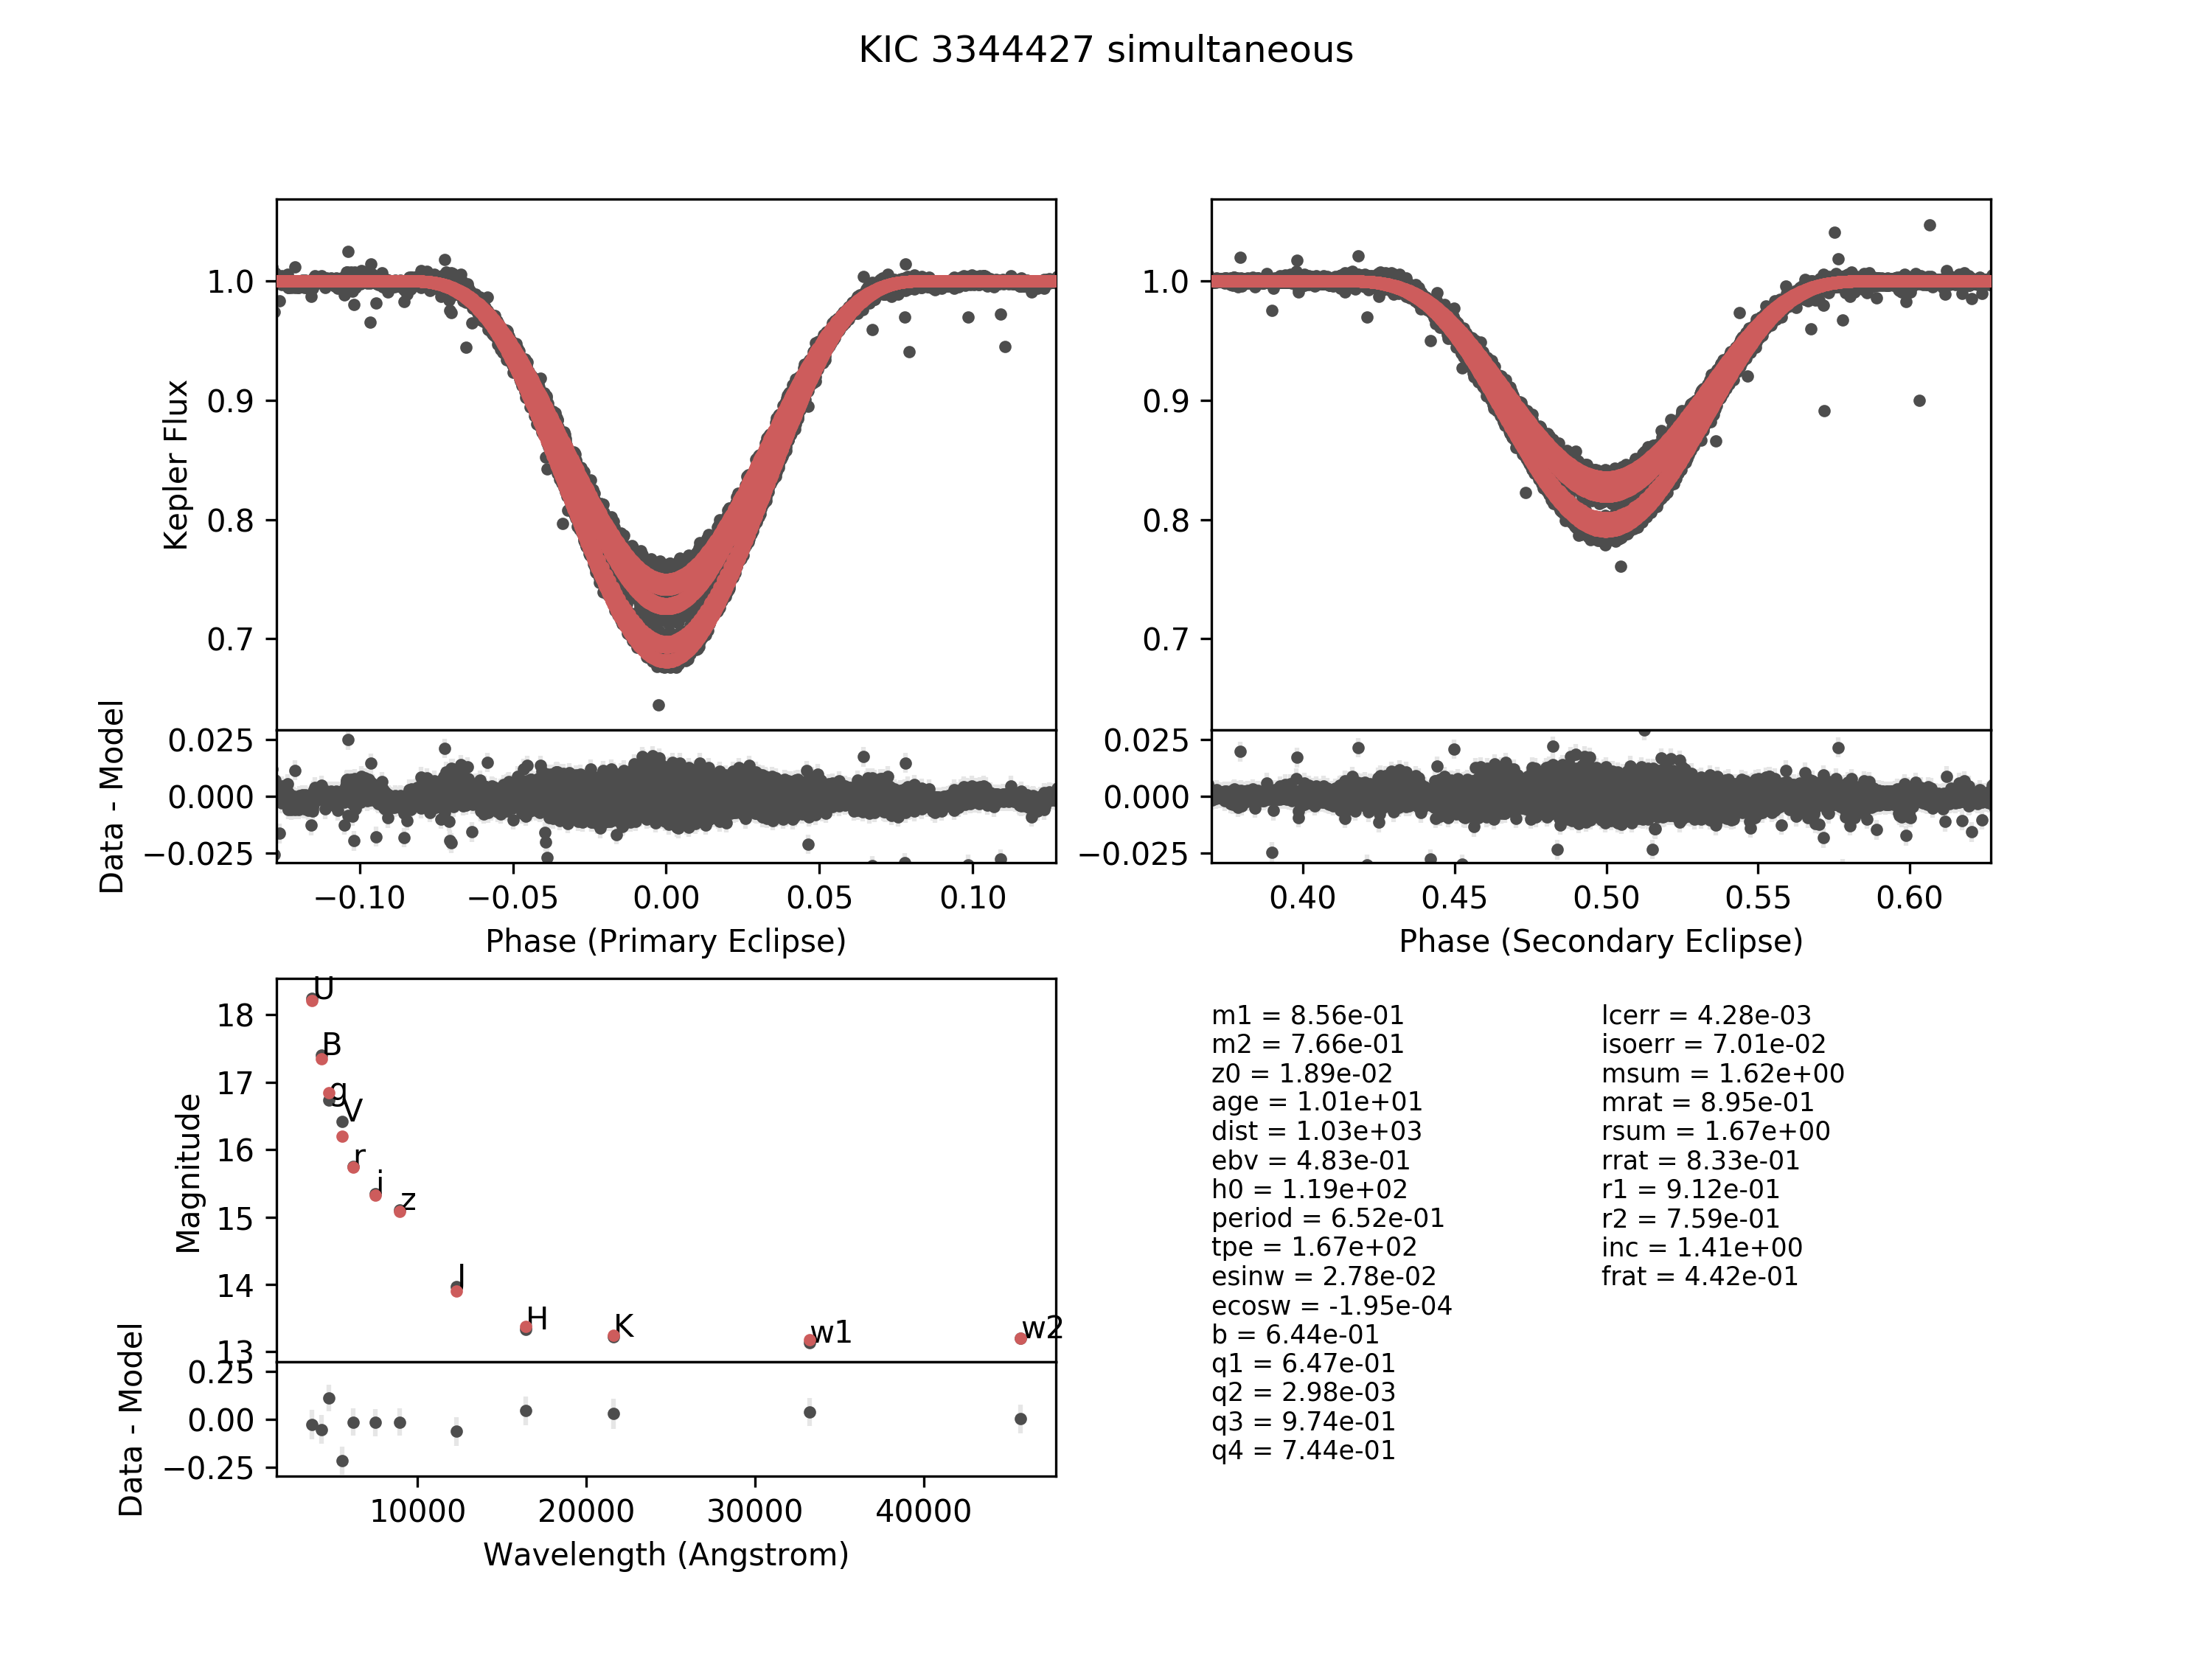 KIC 3344427 simultaneous
Kepler Flux
1.0
0.9
0.8
0.7
Data - Model
0.025
0.000
−0.025
−0.10
−0.05
0.00
0.05
0.10
Phase (Primary Eclipse)
1.0
0.9
0.8
0.7
0.025
0.000
−0.025
0.40
0.45
0.50
0.55
0.60
Phase (Secondary Eclipse)
Magnitude
18
17
16
15
14
13
U
B
g
V
r
i
z
J
H
K
w1
w2
Data - Model
0.25
0.00
−0.25
10000
20000
30000
40000
Wavelength (Angstrom)
m1 = 8.56e-01
m2 = 7.66e-01
z0 = 1.89e-02
age = 1.01e+01
dist = 1.03e+03
ebv = 4.83e-01
h0 = 1.19e+02
period = 6.52e-01
tpe = 1.67e+02
esinw = 2.78e-02
ecosw = -1.95e-04
b = 6.44e-01
q1 = 6.47e-01
q2 = 2.98e-03
q3 = 9.74e-01
q4 = 7.44e-01
lcerr = 4.28e-03
isoerr = 7.01e-02
msum = 1.62e+00
mrat = 8.95e-01
rsum = 1.67e+00
rrat = 8.33e-01
r1 = 9.12e-01
r2 = 7.59e-01
inc = 1.41e+00
frat = 4.42e-01